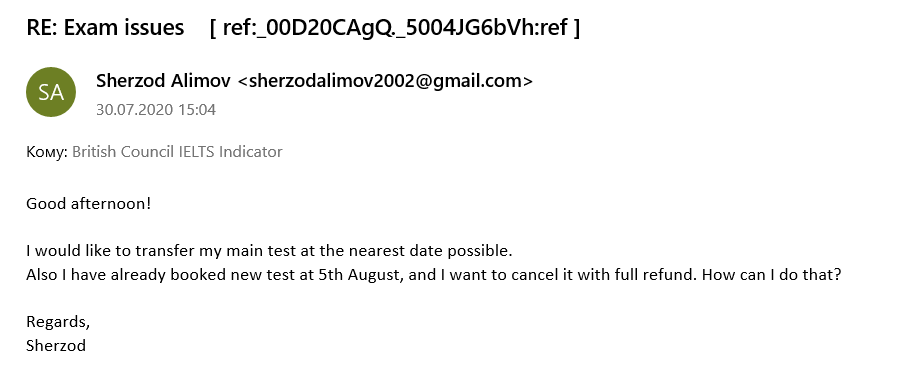 RE: Exam issues [ ref:_00D20CAgQ._5004JG6bVh:ref ]
SA
Sherzod Alimov <sherzodalimov2002@gmail.com>
30.07.2020 15:04
Кому: British Council IELTS Indicator
Good afternoon!
I would like to transfer my main test at the nearest date possible.
Also I have already booked new test at 5th August, and I want to cancel it with full refund. How can I do that?
Regards,
Sherzod